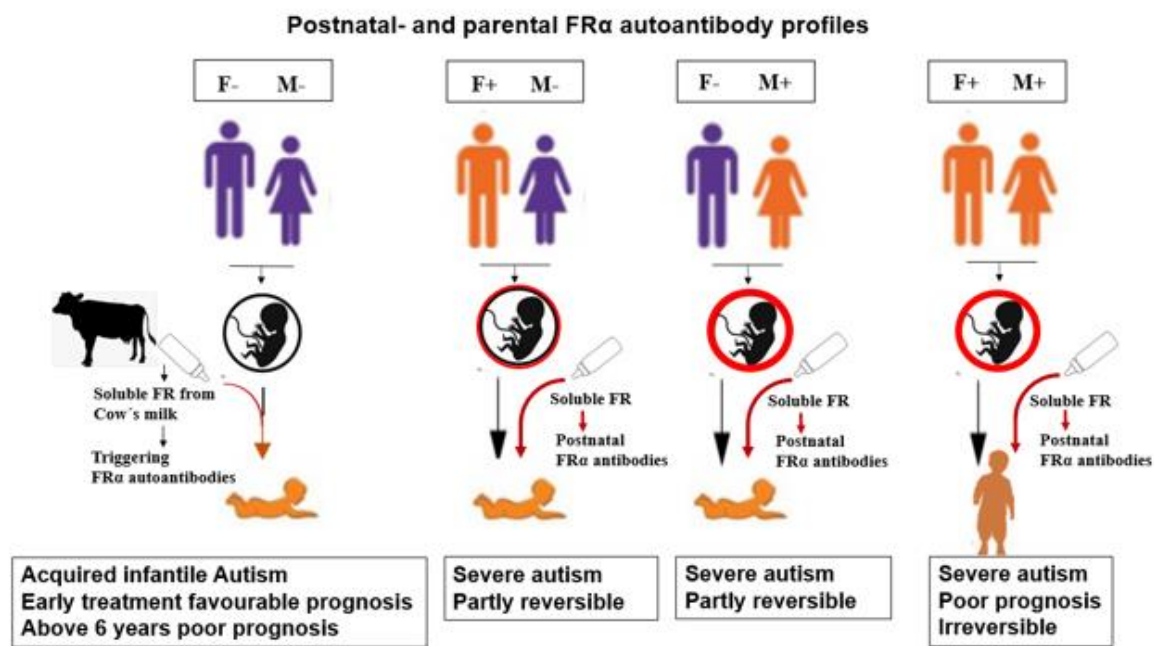 Postnatal- and parental FRα autoantibody profiles
F- M-
F+ M-
F- M+
F+ M+
Soluble FR from
Cow´s milk
Triggering
FRα autoantibodies
Soluble FR
Postnatal
FRα antibodies
Soluble FR
Postnatal
FRα antibodies
Soluble FR
Postnatal
FRα antibodies
Acquired infantile Autism
Early treatment favourable prognosis
Above 6 years poor prognosis
Severe autism
Partly reversible
Severe autism
Partly reversible
Severe autism
Poor prognosis
Irreversible